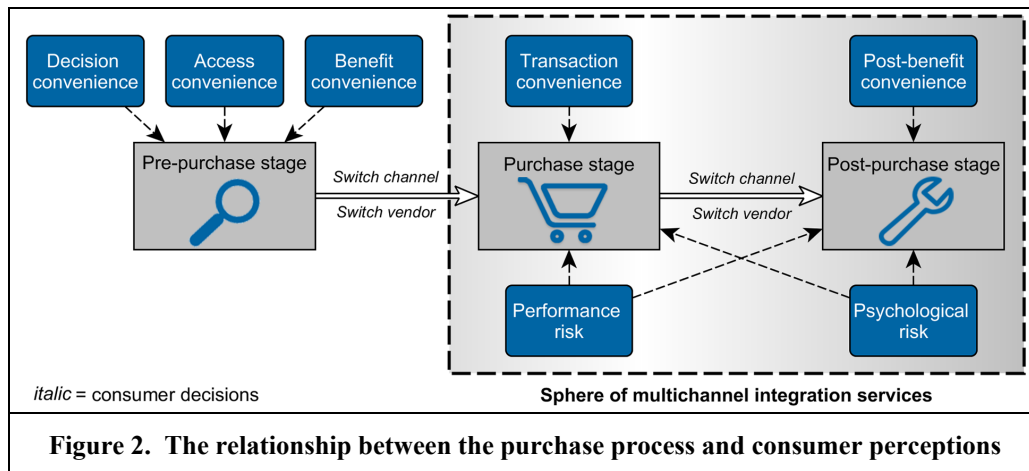 Decision
convenience
Access
convenience
Benefit
convenience
Transaction
convenience
Post-benefit
convenience
Pre-purchase stage
Switch channel
Switch vendor
Purchase stage
Switch channel
Switch vendor
Post-purchase stage
Performance
risk
Psychological
risk
italic = consumer decisions
Sphere of multichannel integration services
Figure 2. The relationship between the purchase process and consumer perceptions